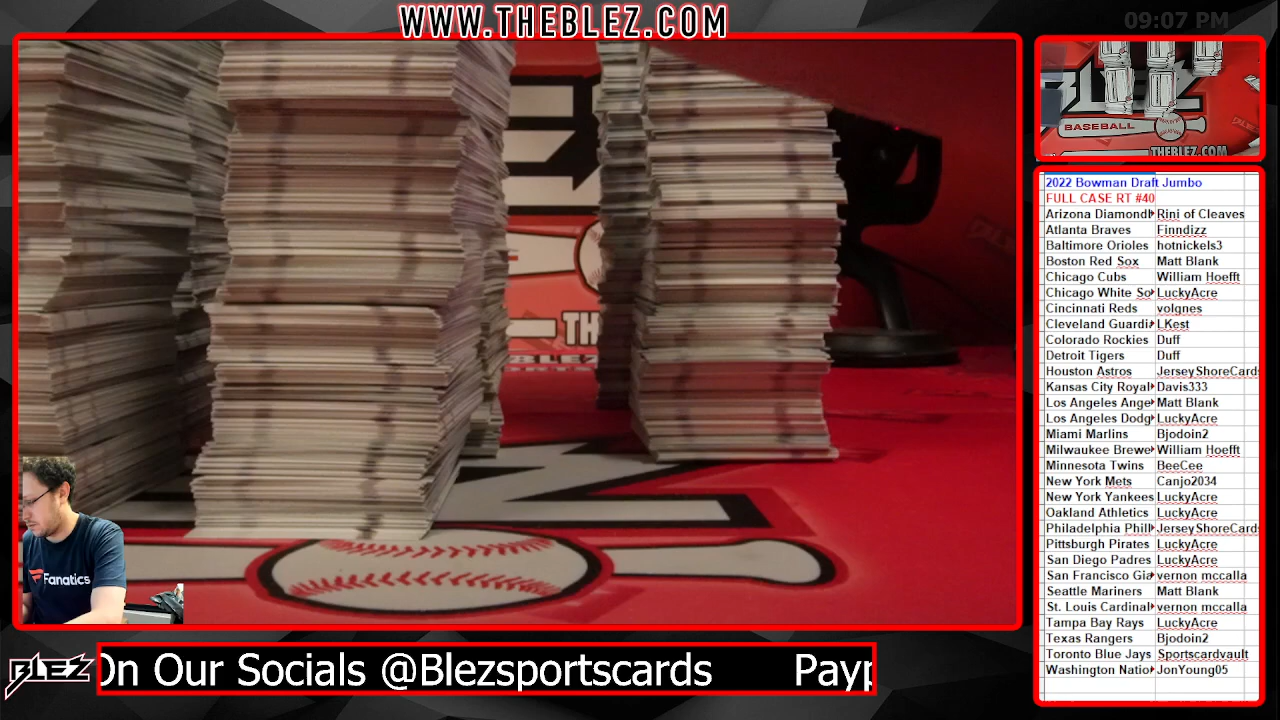 WWW.THEBLEZ.COM
09:07 PM
TH
BLEZ
Fanatics
BLEZ
BASEBALL
THEBLEZ.COM
2022 Bowman Draft Jumbo
FULL CASE RT #40
Arizona Diamond Rini of Cleaves
Atlanta Braves Finndizz
Baltimore Orioles hotnickels3
Boston Red Sox Matt Blank
Chicago Cubs William Hoefft
Chicago White So LuckyAcre
Cincinnati Reds volgnes
Cleveland Guardi LKest
Colorado Rockies Duff
Detroit Tigers Duff
Houston Astros JerseyShoreCards
Kansas City Royal Davis333
Los Angeles Ange Matt Blank
Los Angeles Dodg LuckyAcre
Miami Marlins Bjodoin2
Milwaukee Brewe William Hoefft
Minnesota Twins BeeCee
New York Mets Canjo2034
New York Yankees LuckyAcre
Oakland Athletics LuckyAcre
Philadelphia Phill JerseyShoreCards
Pittsburgh Pirates LuckyAcre
San Diego Padres LuckyAcre
San Francisco Gia vernon mccalla
Seattle Mariners Matt Blank
St. Louis Cardinal vernon mccalla
Tampa Bay Rays LuckyAcre
Texas Rangers Bjodoin2
Toronto Blue Jays Sportscardvault
Washington Natio JonYoung05
BLEZ
On Our Socials @Blezsportscards Payp